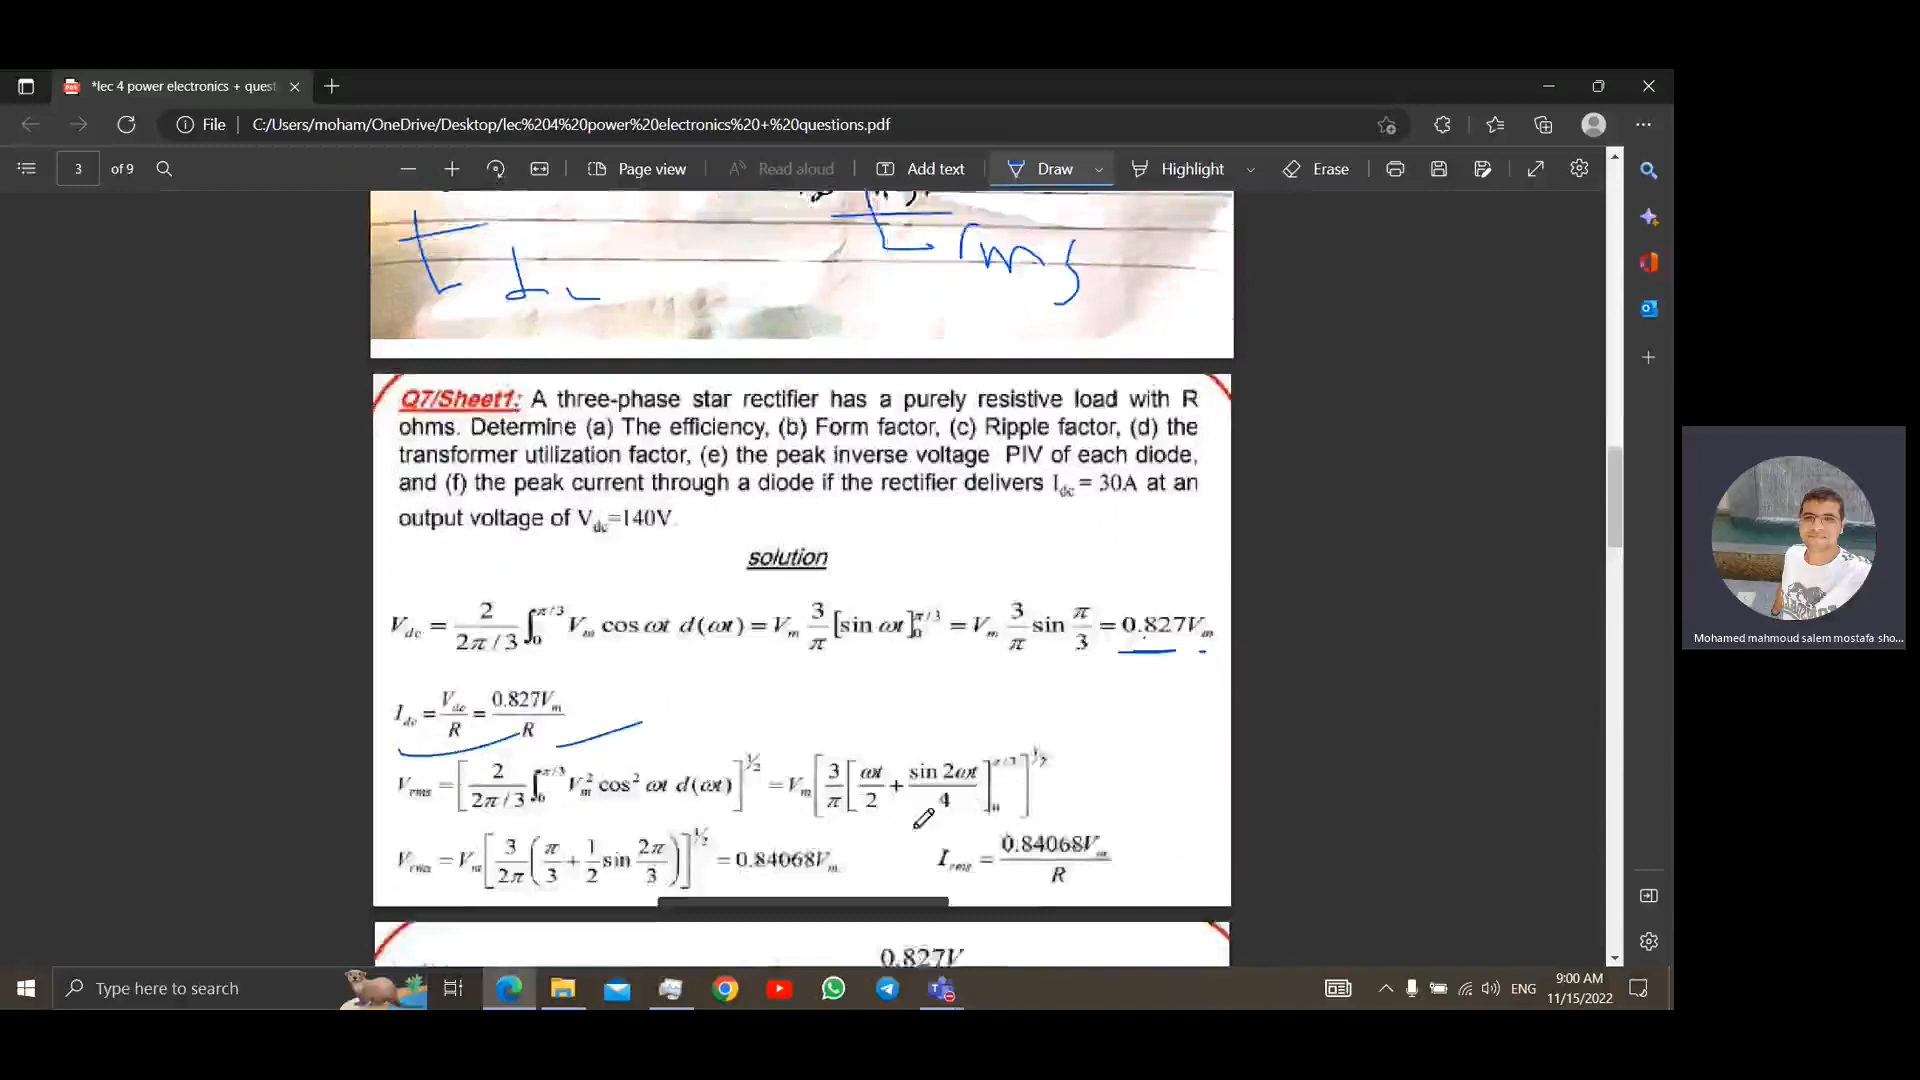 *lec 4 power electronics + quest
File
C:/Users/moham/OneDrive/Desktop/lec%204%20power%20electronics%20+%20questions.pdf
3 of 9
Page view
Read aloud
Add text
Draw
Highlight
Erase
rms
Q7/Sheet1: A three-phase star rectifier has a purely resistive load with R
ohms. Determine (a) The efficiency, (b) Form factor, (c) Ripple factor, (d) the
transformer utilization factor, (e) the peak inverse voltage PIV of each diode,
and (f) the peak current through a diode if the rectifier delivers I_dc = 30A at an
output voltage of V_dc=140V.
solution
V_dc = 2/(2π/3) ∫_0^(π/3) V_m cos ωt d(ωt) = V_m 3/π [sin ωt]_0^(π/3) = V_m 3/π sin π/3 = 0.827V_m
I_dc = V_dc/R = 0.827V_m/R
V_rms = [2/(2π/3) ∫_0^(π/3) V_m^2 cos^2 ωt d(ωt)]^(1/2) = V_m [3/π [ωt/2 + sin 2ωt/4]_0^(π/3)]^(1/2)
V_rms = V_m [3/2π (π/3 + 1/2 sin 2π/3)]^(1/2) = 0.84068V_m I_rms = 0.84068V_m/R
0.827V
Mohamed mahmoud salem mostafa sho...
Type here to search
ENG
9:00 AM
11/15/2022